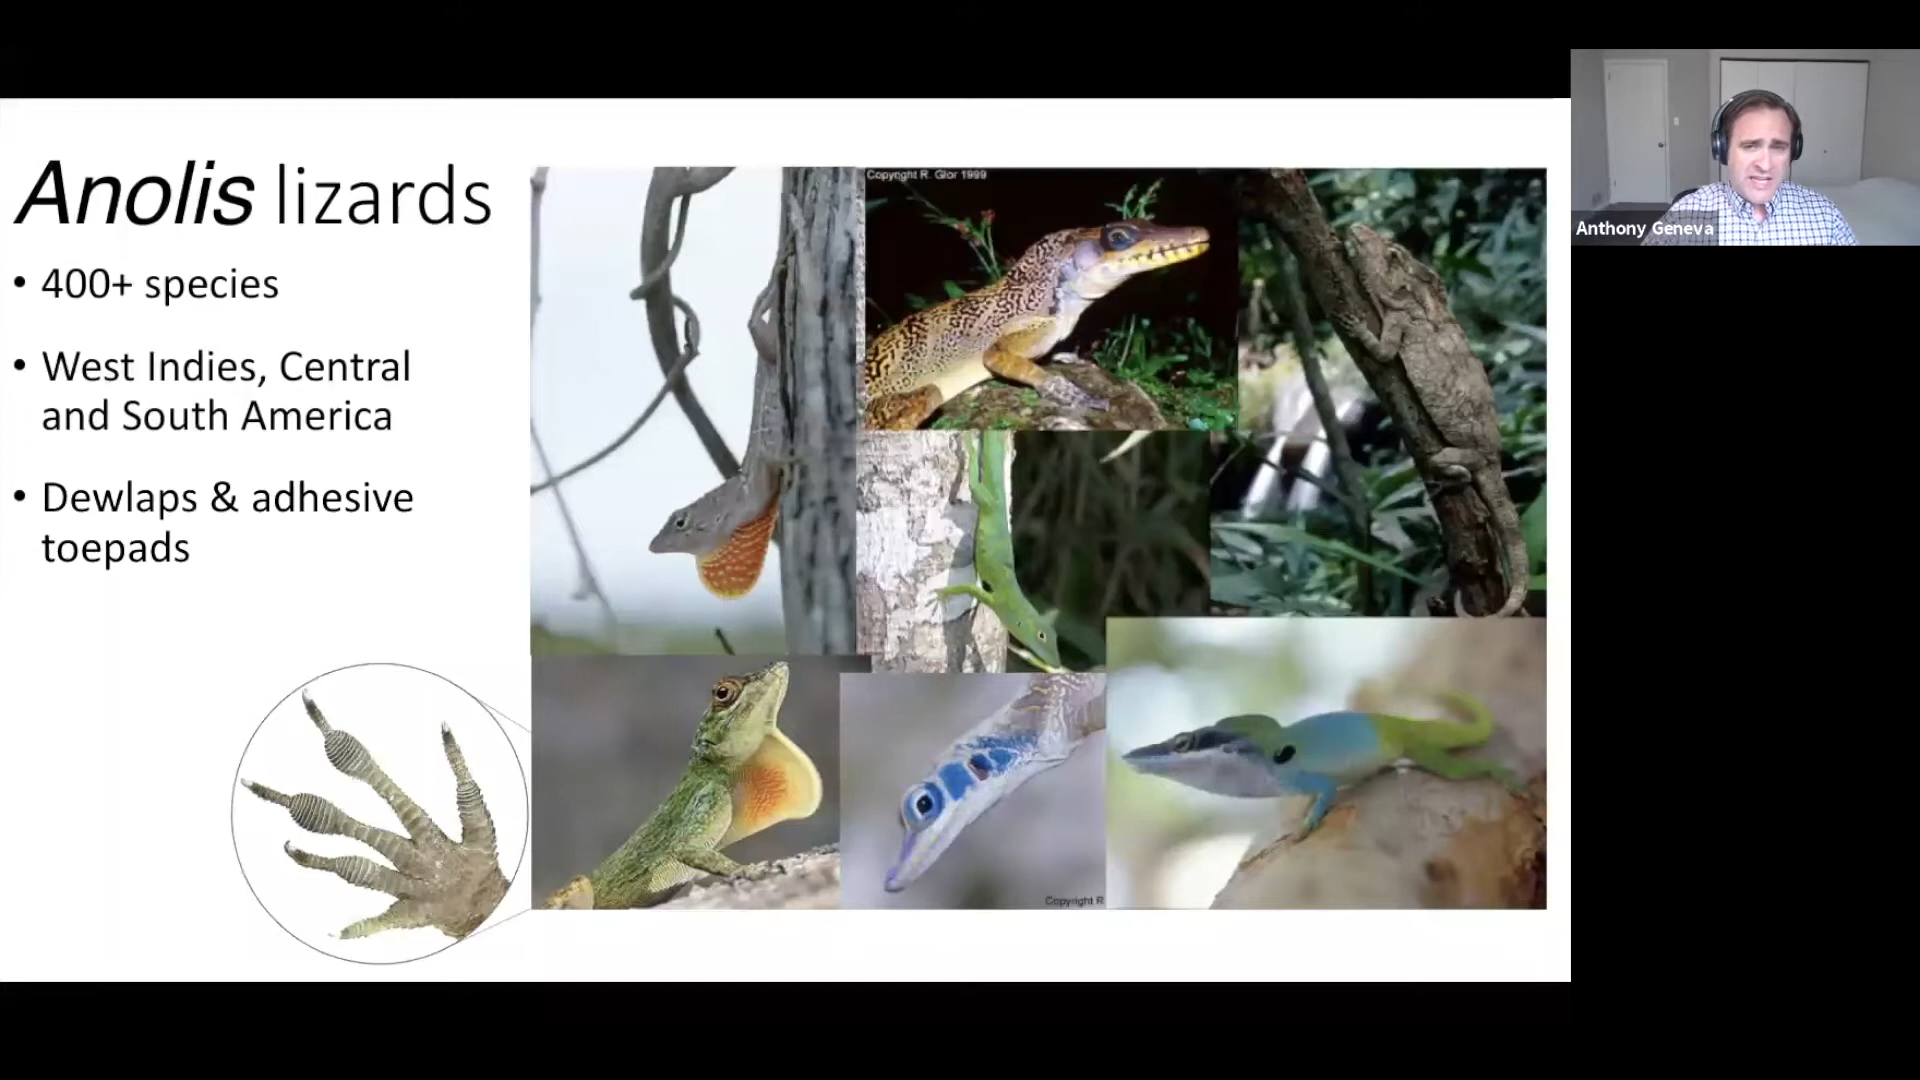 Anolis lizards
• 400+ species
• West Indies, Central
and South America
• Dewlaps & adhesive
toepads
Copyright R. Glor 1999
Copyright R
Anthony Geneva